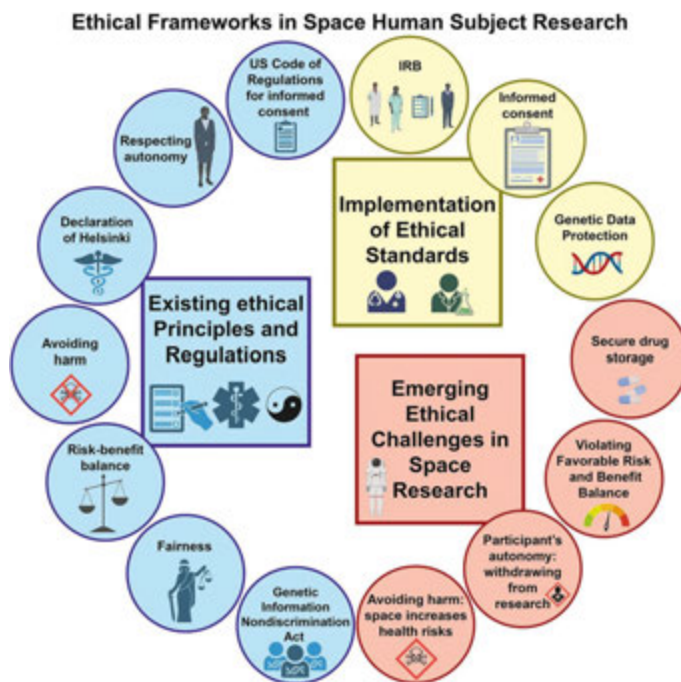 Ethical Frameworks in Space Human Subject Research
US Code of
Regulations
for informed
consent
IRB
Informed
consent
Respecting
autonomy
Implementation
of Ethical
Standards
Declaration
of Helsinki
Genetic Data
Protection
Existing ethical
Principles and
Regulations
Avoiding
harm
Secure drug
storage
Emerging
Ethical
Challenges in
Space
Research
Risk-benefit
balance
Violating
Favorable Risk
and Benefit
Balance
Fairness
Participant's
autonomy:
withdrawing
from
research
Genetic
Information
Nondiscrimination
Act
Avoiding harm:
space increases
health risks